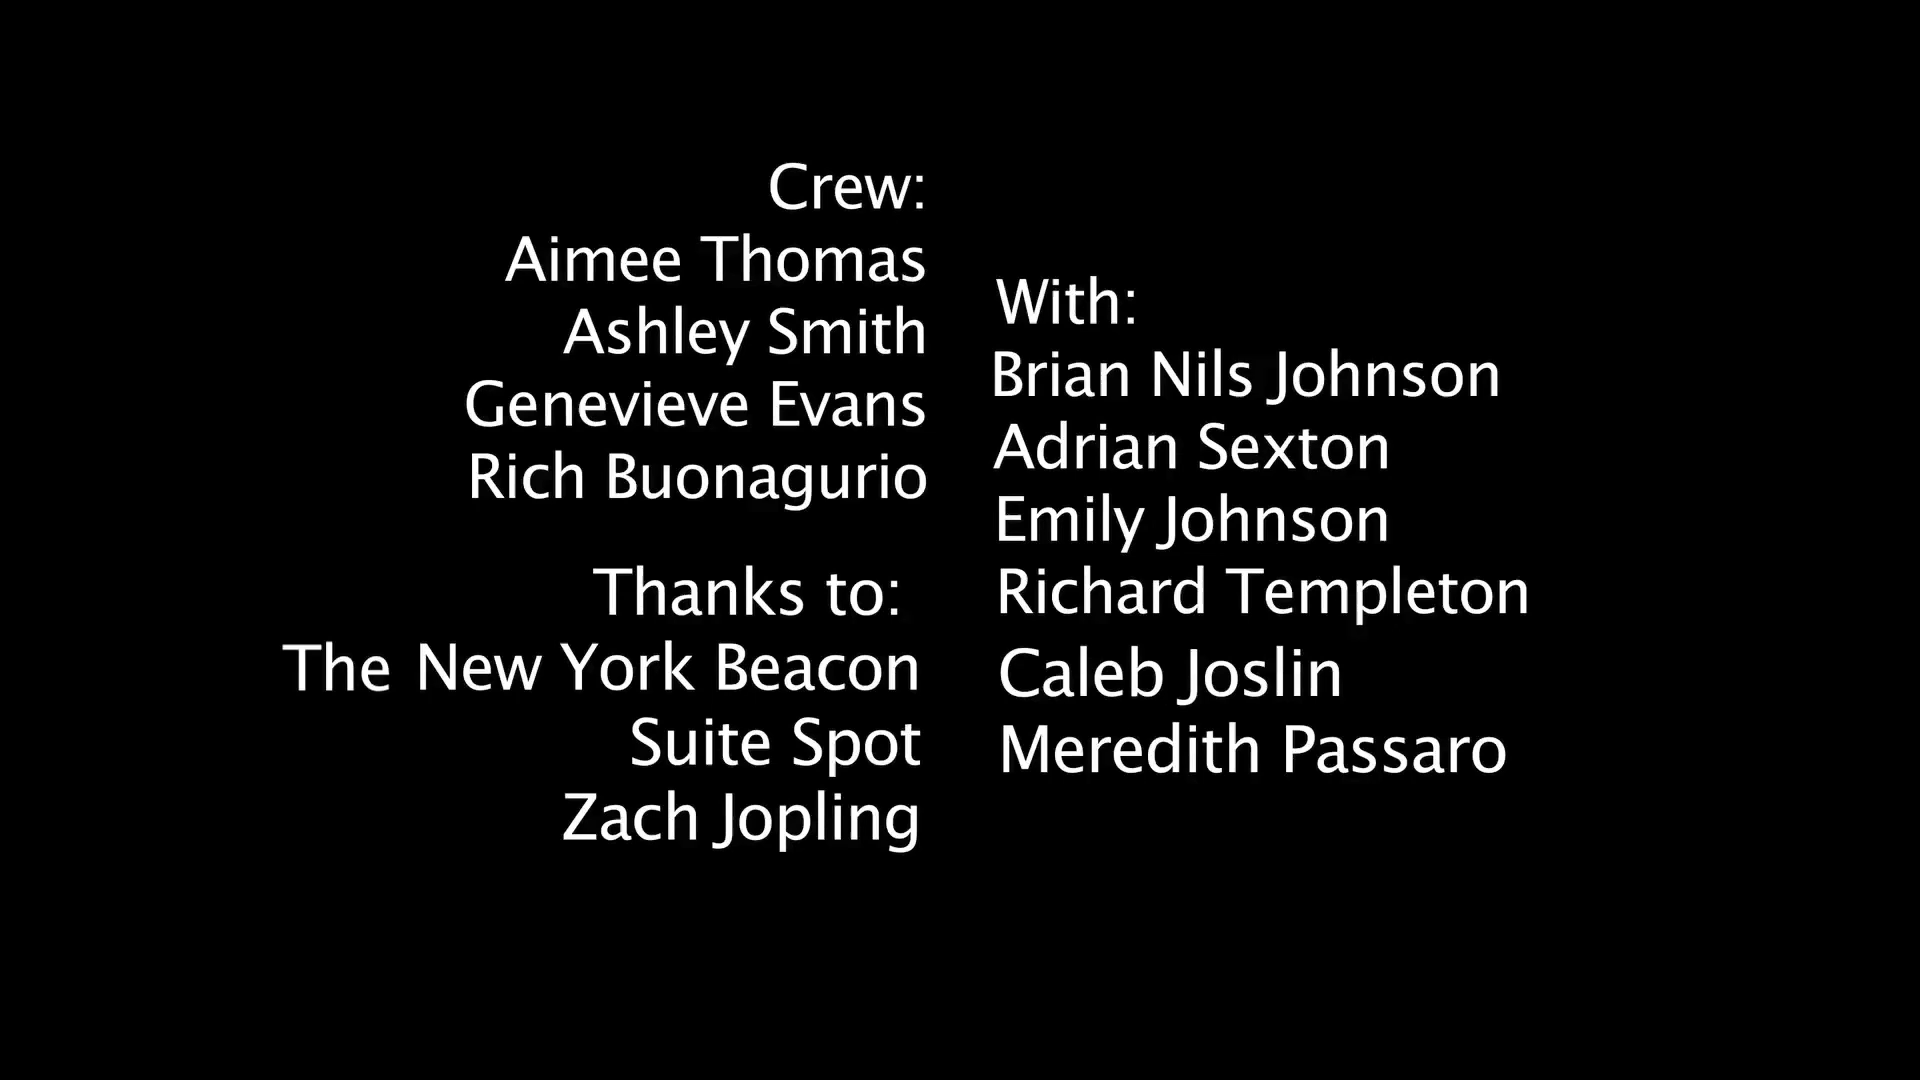 Crew:
Aimee Thomas
Ashley Smith
Genevieve Evans
Rich Buonagurio
Thanks to:
The New York Beacon
Suite Spot
Zach Jopling
With:
Brian Nils Johnson
Adrian Sexton
Emily Johnson
Richard Templeton
Caleb Joslin
Meredith Passaro